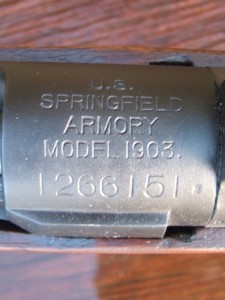 U.S.
SPRINGFIELD
ARMORY
MODEL 1903.
1266151